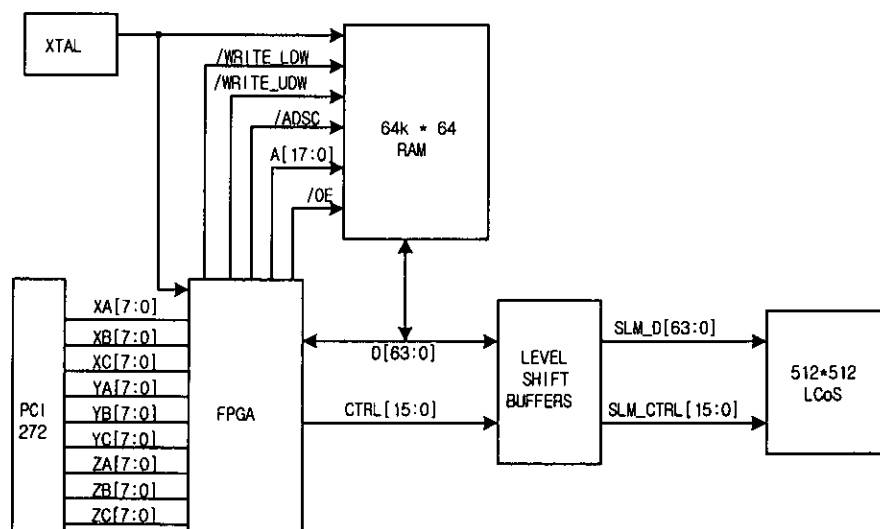 XTAL
/WRITE_LDW
/WRITE_UDW
/ADSC
A[17:0]
/OE
64k * 64
RAM
XA[7:0]
XB[7:0]
XC[7:0]
YA[7:0]
YB[7:0]
YC[7:0]
ZA[7:0]
ZB[7:0]
ZC[7:0]
PCI
272
FPGA
D[63:0]
CTRL[15:0]
LEVEL
SHIFT
BUFFERS
SLM_D[63:0]
SLM_CTRL[15:0]
512*512
LCoS